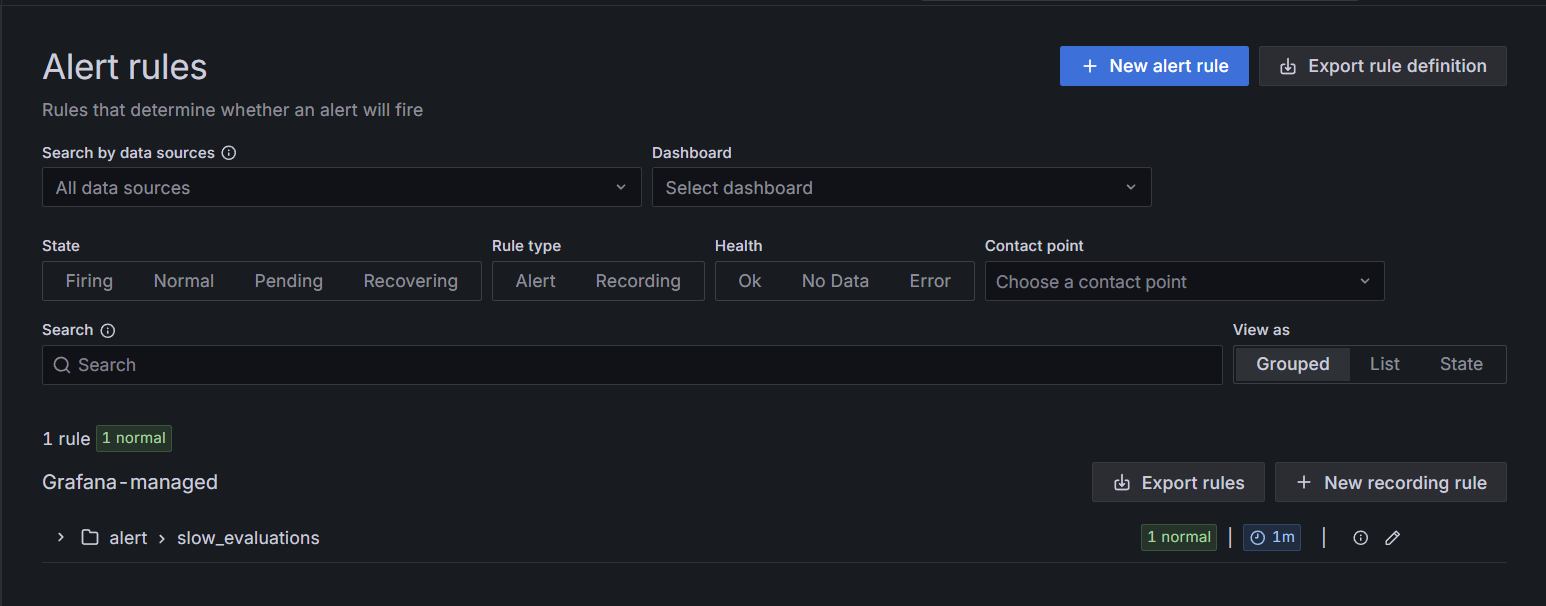 Alert rules
New alert rule
Export rule definition
Rules that determine whether an alert will fire
Search by data sources
Dashboard
All data sources
Select dashboard
State
Rule type
Health
Contact point
Firing Normal Pending Recovering
Alert Recording
Ok No Data Error
Choose a contact point
Search
View as
Search
Grouped List State
1 rule 1 normal
Grafana-managed
Export rules
New recording rule
alert > slow_evaluations
1 normal | 1m |